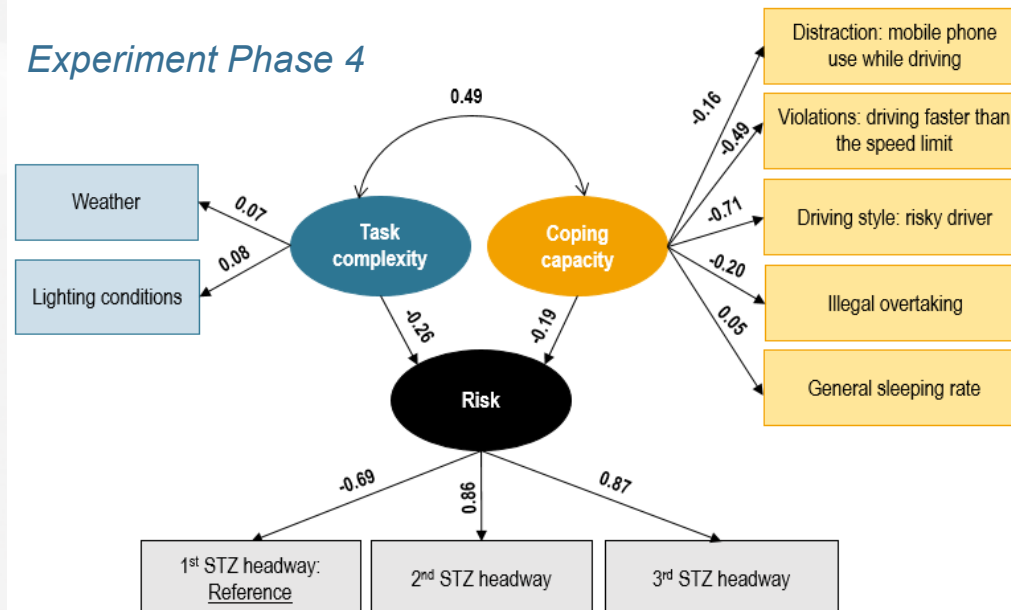 Experiment Phase 4
0.49
Weather
Lighting conditions
0.07
0.08
Task
complexity
Coping
capacity
-0.16
-0.49
-0.71
-0.20
0.05
Distraction: mobile phone
use while driving
Violations: driving faster than
the speed limit
Driving style: risky driver
Illegal overtaking
General sleeping rate
-0.26
-0.19
Risk
-0.69
0.86
0.87
1st STZ headway:
Reference
2nd STZ headway
3rd STZ headway